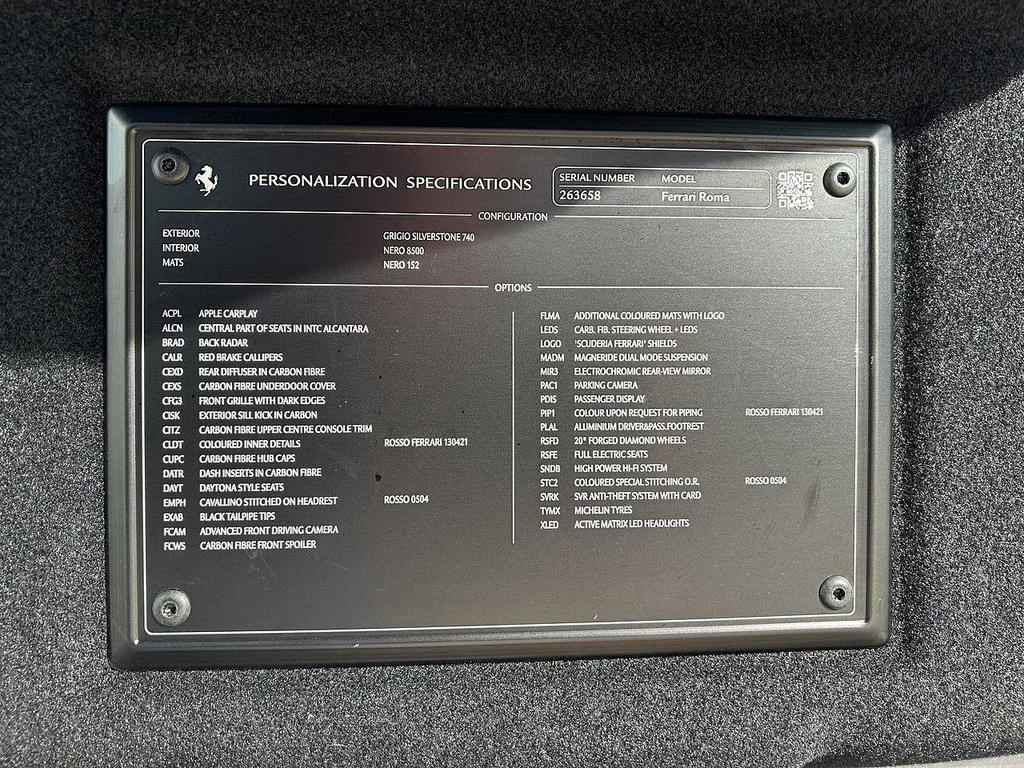 PERSONALIZATION SPECIFICATIONS
SERIAL NUMBER MODEL
263658 Ferrari Roma
CONFIGURATION
EXTERIOR GRIGIO SILVERSTONE 740
INTERIOR NERO 8500
MATS NERO 152
OPTIONS
ACPL APPLE CARPLAY
ALCN CENTRAL PART OF SEATS IN INTC ALCANTARA
BRAD BACK RADAR
CALR RED BRAKE CALLIPERS
CEXD REAR DIFFUSER IN CARBON FIBRE
CEXS CARBON FIBRE UNDERDOOR COVER
CFG3 FRONT GRILLE WITH DARK EDGES
CISK EXTERIOR SILL KICK IN CARBON
CITZ CARBON FIBRE UPPER CENTRE CONSOLE TRIM
CLDT COLOURED INNER DETAILS ROSSO FERRARI 130421
CUPC CARBON FIBRE HUB CAPS
DATR DASH INSERTS IN CARBON FIBRE
DAYT DAYTONA STYLE SEATS
EMPH CAVALLINO STITCHED ON HEADREST ROSSO 0504
EXAB BLACK TAILPIPE TIPS
FCAM ADVANCED FRONT DRIVING CAMERA
FCWS CARBON FIBRE FRONT SPOILER
FLMA ADDITIONAL COLOURED MATS WITH LOGO
LEDS CARB. FIB. STEERING WHEEL + LEDS
LOGO 'SCUDERIA FERRARI' SHIELDS
MADM MAGNERIDE DUAL MODE SUSPENSION
MIR3 ELECTROCHROMIC REAR-VIEW MIRROR
PAC1 PARKING CAMERA
PDIS PASSENGER DISPLAY
PIP1 COLOUR UPON REQUEST FOR PIPING ROSSO FERRARI 130421
PLAL ALUMINIUM DRIVER&PASS.FOOTREST
RSFD 20" FORGED DIAMOND WHEELS
RSFE FULL ELECTRIC SEATS
SNDB HIGH POWER HI-FI SYSTEM
STC2 COLOURED SPECIAL STITCHING O.R. ROSSO 0504
SVRK SVR ANTI-THEFT SYSTEM WITH CARD
TYMX MICHELIN TYRES
XLED ACTIVE MATRIX LED HEADLIGHTS